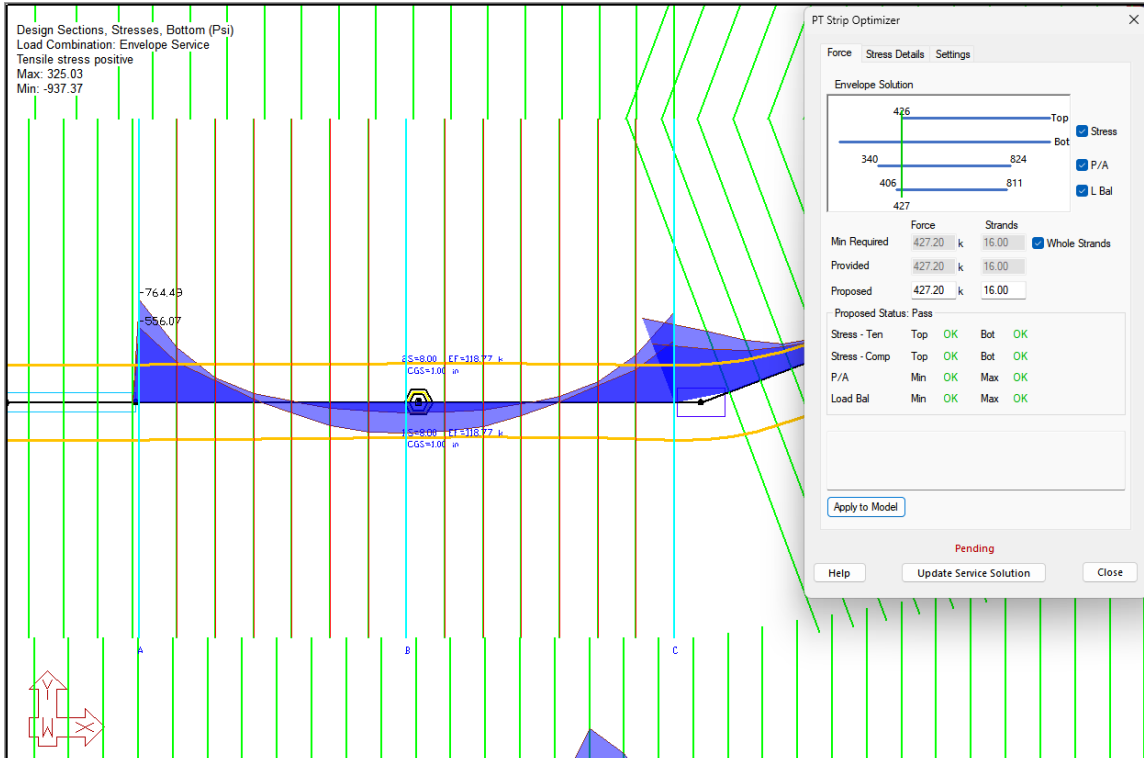 Design Sections, Stresses, Bottom (Psi)
Load Combination: Envelope Service
Tensile stress positive
Max: 325.03
Min: -937.37
-764.49
-556.07
S=8.00 EF=318.77 k
CGS=1.00 in
S=8.00 EF=318.77 k
CGS=1.00 in
A
B
C
Y
X
PT Strip Optimizer
Force Stress Details Settings
Envelope Solution
426
Top
Stress
Bot
340 824
P/A
406 811
L Bal
427
Force Strands
Min Required 427.20 k 16.00 Whole Strands
Provided 427.20 k 16.00
Proposed 427.20 k 16.00
Proposed Status: Pass
Stress - Ten Top OK Bot OK
Stress - Comp Top OK Bot OK
P/A Min OK Max OK
Load Bal Min OK Max OK
Apply to Model
Pending
Help Update Service Solution Close